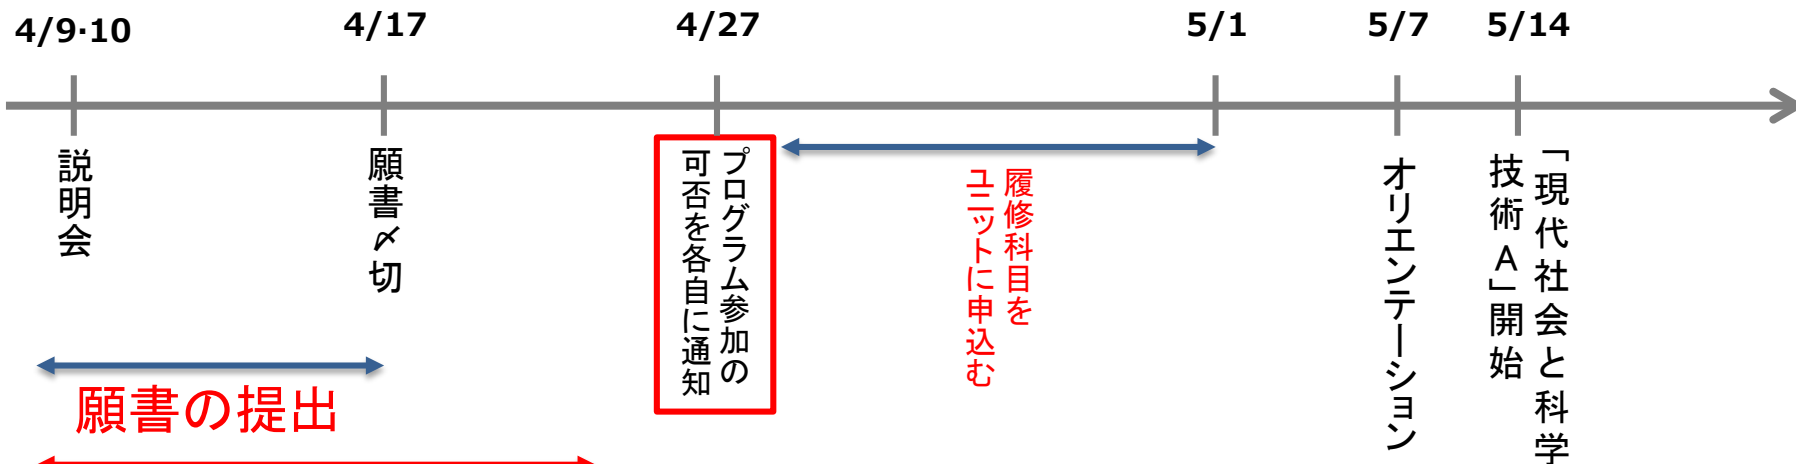 4/9・10
4/17
4/27
5/1
5/7
5/14
説明会
願書〆切
プログラム参加の
可否を各自に通知
履修科目を
ユニットに申込む
オリエンテーション
「現代社会と科学
技術A」開始
願書の提出